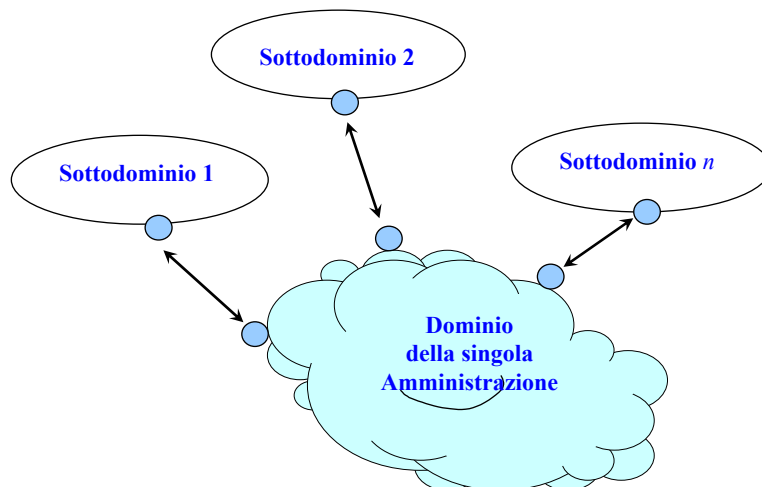 Sottodominio 2
Sottodominio 1
Sottodominio n
Dominio
della singola
Amministrazione